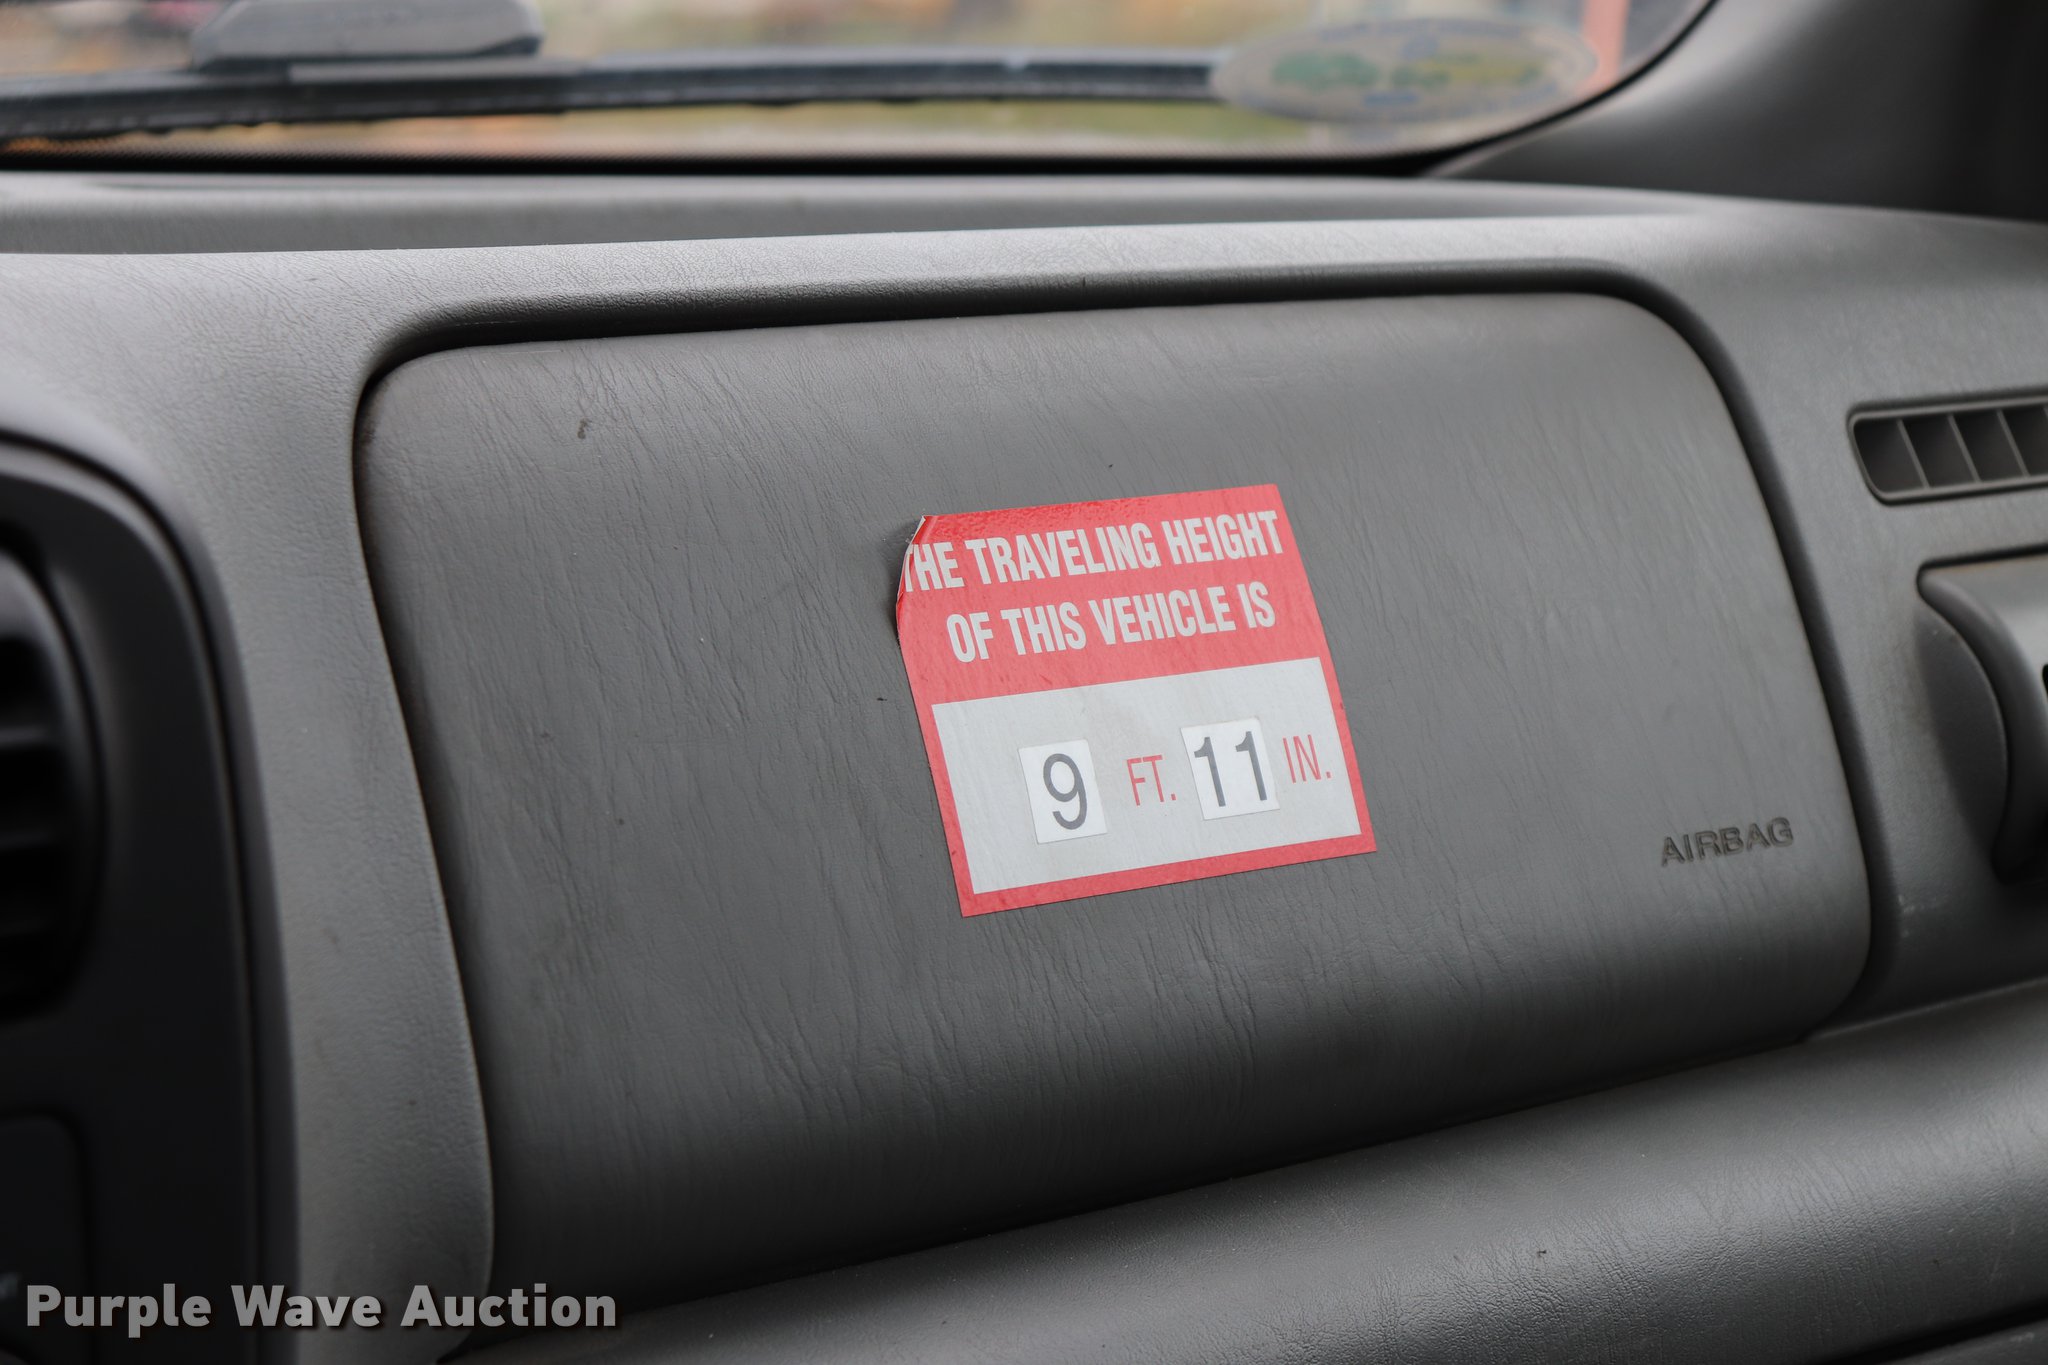 THE TRAVELING HEIGHT
OF THIS VEHICLE IS
9 FT. 11 IN.
AIRBAG
Purple Wave Auction